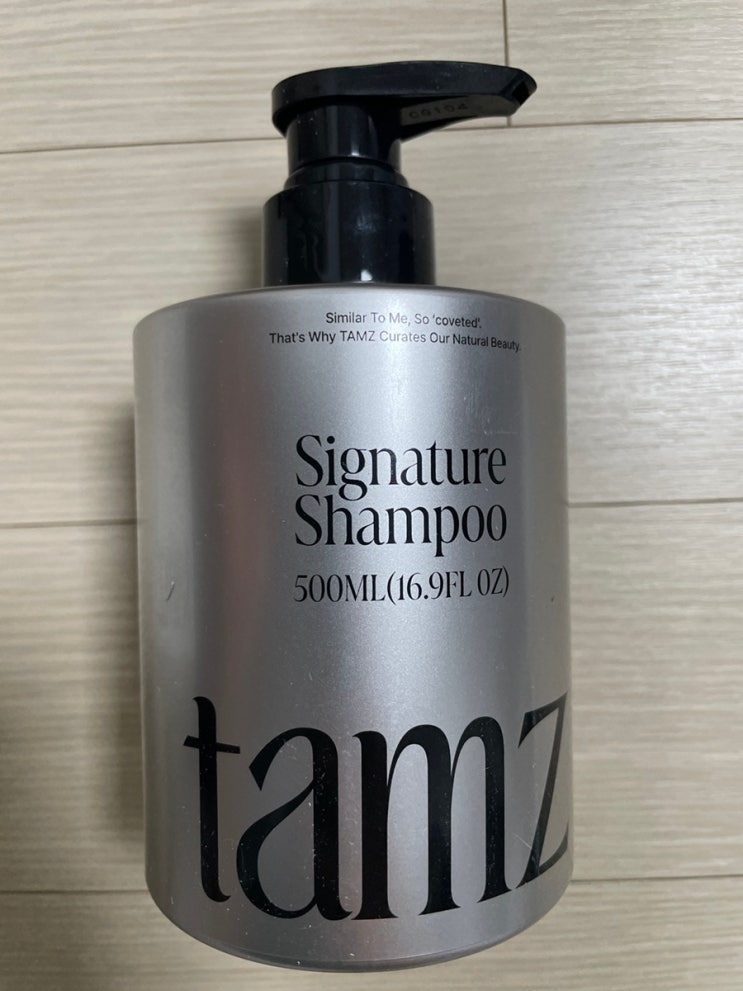 Similar To Me, So 'coveted'.
That's Why TAMZ Curates Our Natural Beauty.
Signature
Shampoo
500ML(16.9FL OZ)
tamz